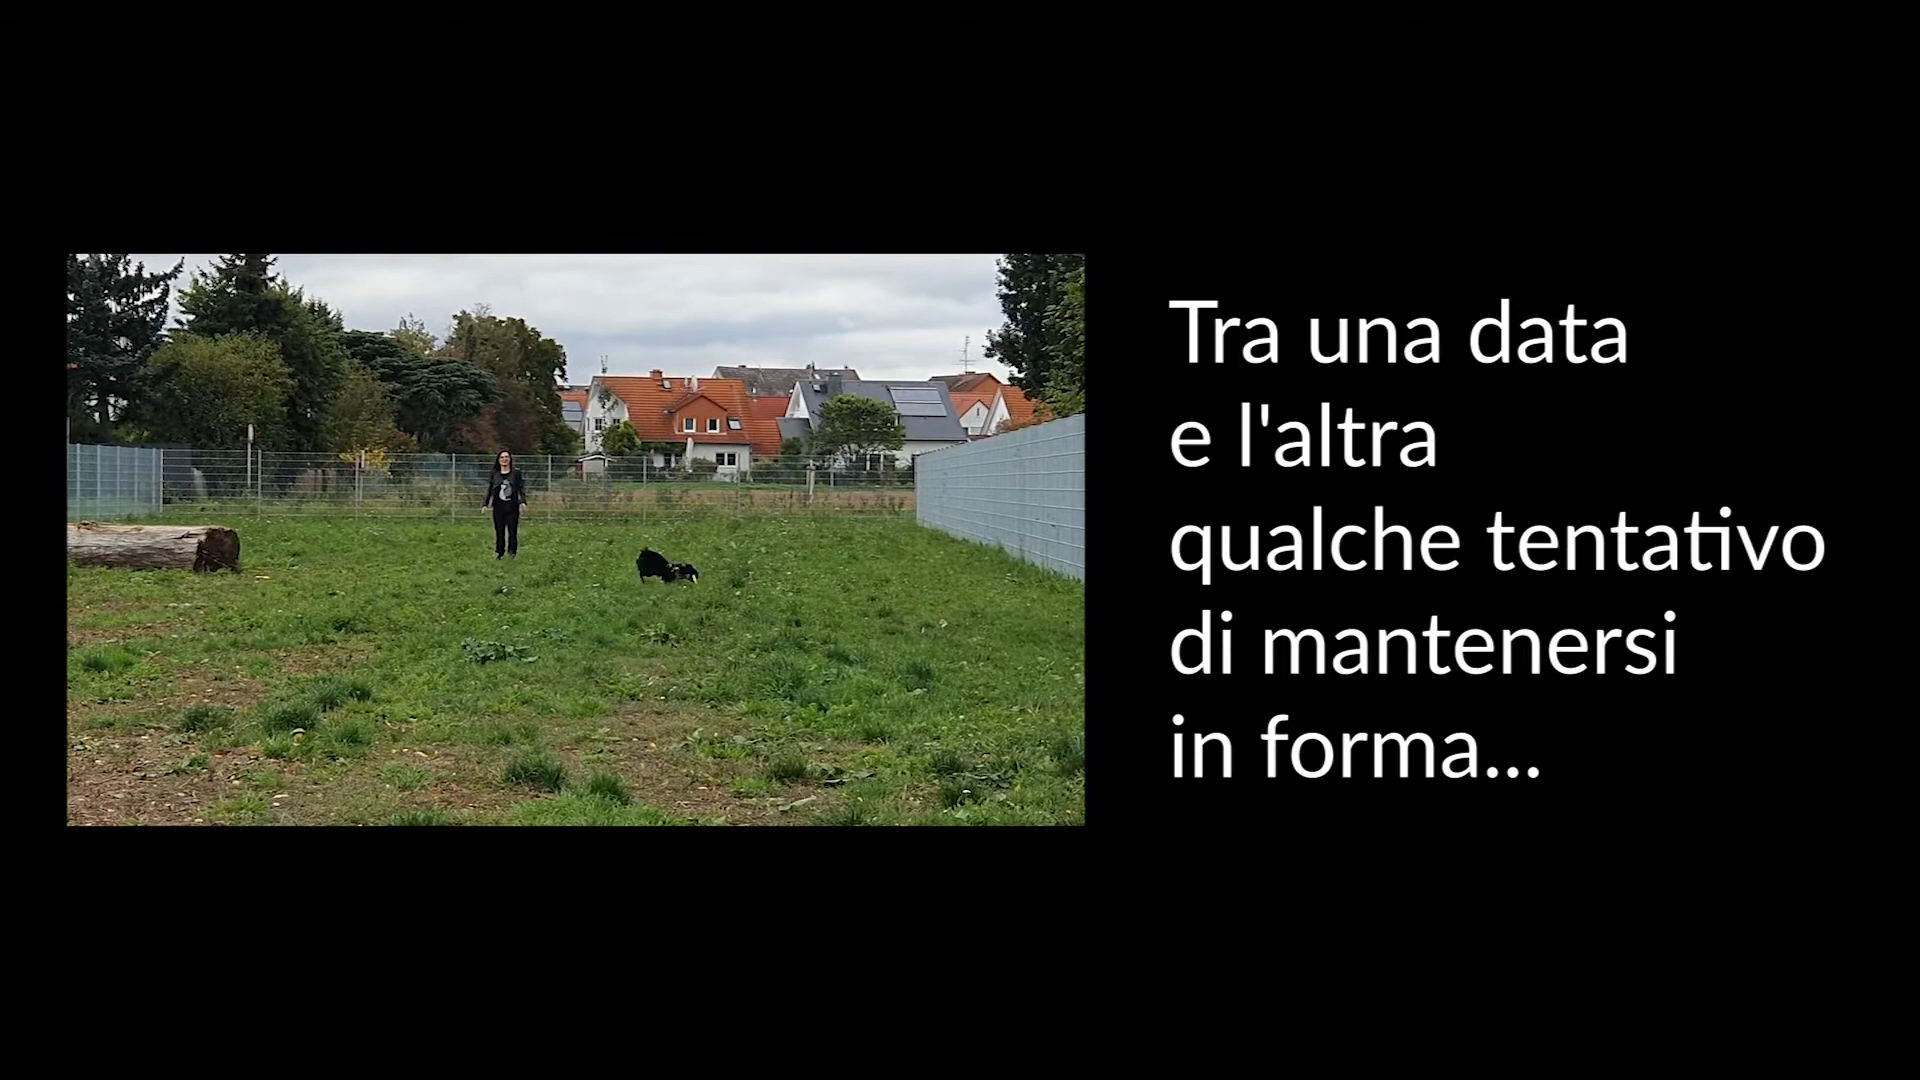 Tra una data
e l'altra
qualche tentativo
di mantenersi
in forma...